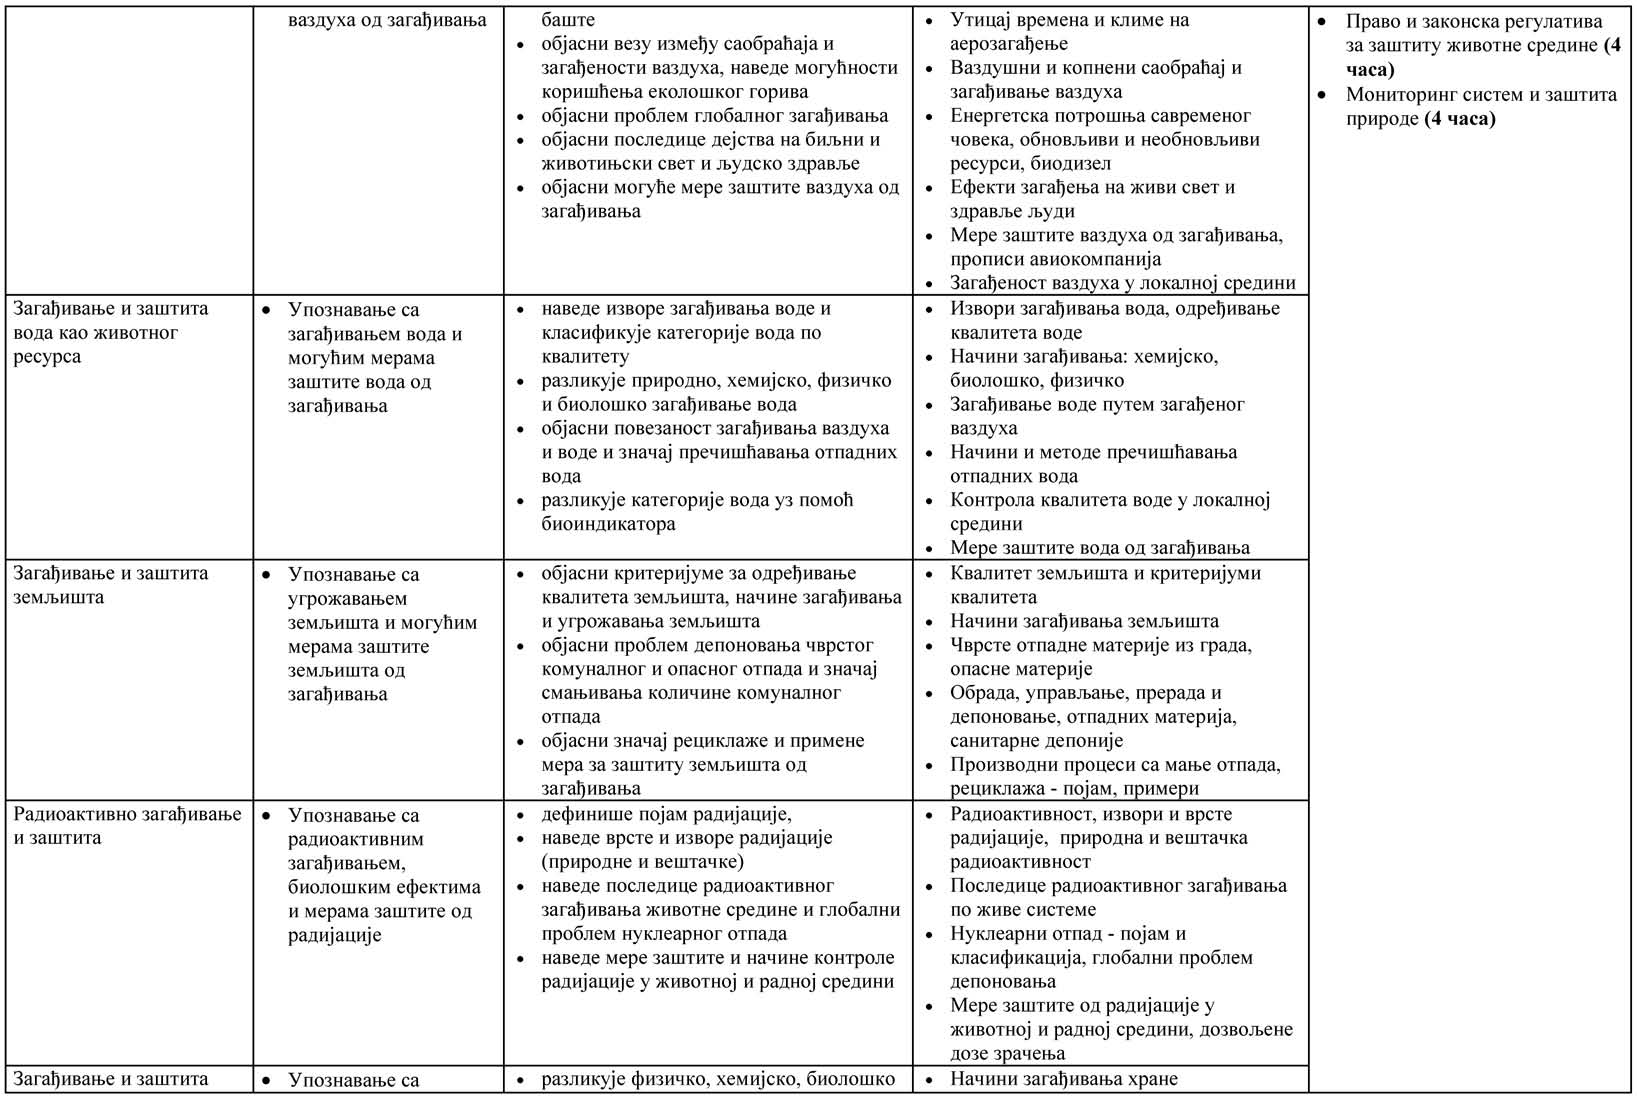 ваздуха од загађивања
баште
• објасни везу између саобраћаја и
загађености ваздуха, наведе могућности
коришћења еколошког горива
• објасни проблем глобалног загађивања
• објасни последице дејства на биљни и
животињски свет и људско здравље
• објасни могуће мере заштите ваздуха од
загађивања
• Утицај времена и климе на
аерозагађење
• Ваздушни и копнени саобраћај и
загађивање ваздуха
• Енергетска потрошња савременог
човека, обновљиви и необновљиви
ресурси, биодизел
• Ефекти загађења на живи свет и
здравље људи
• Мере заштите ваздуха од загађивања,
прописи авиокомпанија
• Загађеност ваздуха у локалној средини
• Право и законска регулатива
за заштиту животне средине (4
часа)
• Мониторинг систем и заштита
природе (4 часа)
Загађивање и заштита
вода као животног
ресурса
• Упознавање са
загађивањем вода и
могућим мерама
заштите вода од
загађивања
• наведе изворе загађивања воде и
класификује категорије вода по
квалитету
• разликује природно, хемијско, физичко
и биолошко загађивање вода
• објасни повезаност загађивања ваздуха
и воде и значај пречишћавања отпадних
вода
• разликује категорије вода уз помоћ
биоиндикатора
• Извори загађивања вода, одређивање
квалитета воде
• Начини загађивања: хемијско,
биолошко, физичко
• Загађивање воде путем загађеног
ваздуха
• Начини и методе пречишћавања
отпадних вода
• Контрола квалитета воде у локалној
средини
• Мере заштите вода од загађивања
Загађивање и заштита
земљишта
• Упознавање са
угрожавањем
земљишта и могућим
мерама заштите
земљишта од
загађивања
• објасни критеријуме за одређивање
квалитета земљишта, начине загађивања
и угрожавања земљишта
• објасни проблем депоновања чврстог
комуналног и опасног отпада и значај
смањивања количине комуналног
отпада
• објасни значај рециклаже и примене
мера за заштиту земљишта од
загађивања
• Квалитет земљишта и критеријуми
квалитета
• Начини загађивања земљишта
• Чврсте отпадне материје из града,
опасне материје
• Обрада, управљање, прерада и
депоновање, отпадних материја,
санитарне депоније
• Производни процеси са мање отпада,
рециклажа - појам, примери
Радиоактивно загађивање
и заштита
• Упознавање са
радиоактивним
загађивањем,
биолошким ефектима
и мерама заштите од
радијације
• дефинише појам радијације,
• наведе врсте и изворе радијације
(природне и вештачке)
• наведе последице радиоактивног
загађивања животне средине и глобални
проблем нуклеарног отпада
• наведе мере заштите и начине контроле
радијације у животној и радној средини
• Радиоактивност, извори и врсте
радијације, природна и вештачка
радиоактивност
• Последице радиоактивног загађивања
по живе системе
• Нуклеарни отпад - појам и
класификација, глобални проблем
депоновања
• Мере заштите од радијације у
животној и радној средини, дозвољене
дозе зрачења
Загађивање и заштита
• Упознавање са
• разликује физичко, хемијско, биолошко
• Начини загађивања хране